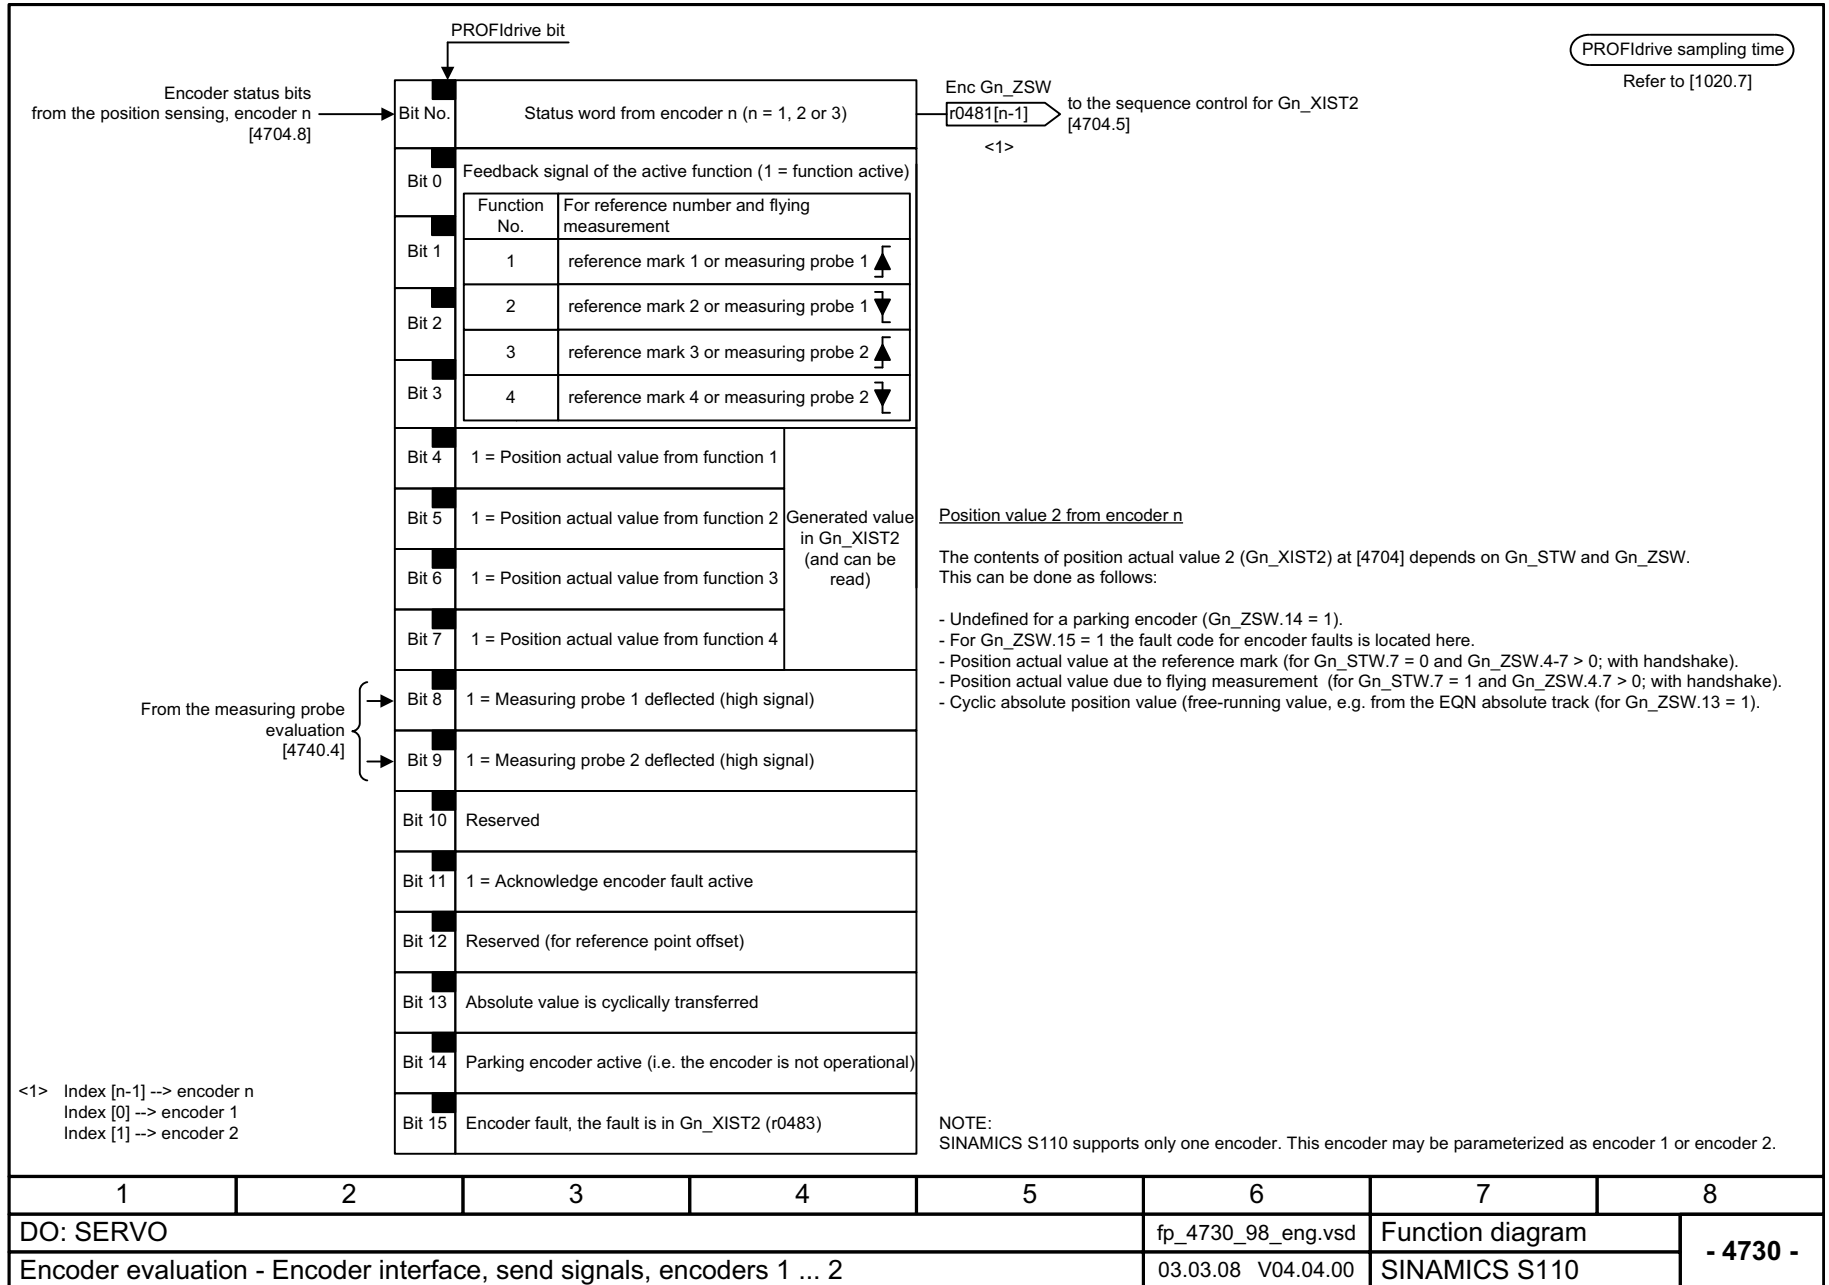 PROFIdrive bit
PROFIdrive sampling time
Refer to [1020.7]
Encoder status bits
from the position sensing, encoder n
[4704.8]
Bit No.
Status word from encoder n (n = 1, 2 or 3)
Enc Gn_ZSW
r0481[n-1]
<1>
to the sequence control for Gn_XIST2
[4704.5]
Bit 0
Feedback signal of the active function (1 = function active)
Function
No.
For reference number and flying
measurement
Bit 1
1
reference mark 1 or measuring probe 1
Bit 2
2
reference mark 2 or measuring probe 1
3
reference mark 3 or measuring probe 2
Bit 3
4
reference mark 4 or measuring probe 2
Bit 4
1 = Position actual value from function 1
Bit 5
1 = Position actual value from function 2
Bit 6
1 = Position actual value from function 3
Bit 7
1 = Position actual value from function 4
Generated value
in Gn_XIST2
(and can be
read)
Position value 2 from encoder n
The contents of position actual value 2 (Gn_XIST2) at [4704] depends on Gn_STW and Gn_ZSW.
This can be done as follows:
- Undefined for a parking encoder (Gn_ZSW.14 = 1).
- For Gn_ZSW.15 = 1 the fault code for encoder faults is located here.
- Position actual value at the reference mark (for Gn_STW.7 = 0 and Gn_ZSW.4-7 > 0; with handshake).
- Position actual value due to flying measurement (for Gn_STW.7 = 1 and Gn_ZSW.4.7 > 0; with handshake).
- Cyclic absolute position value (free-running value, e.g. from the EQN absolute track (for Gn_ZSW.13 = 1).
From the measuring probe
evaluation
[4740.4]
Bit 8
1 = Measuring probe 1 deflected (high signal)
Bit 9
1 = Measuring probe 2 deflected (high signal)
Bit 10
Reserved
Bit 11
1 = Acknowledge encoder fault active
Bit 12
Reserved (for reference point offset)
Bit 13
Absolute value is cyclically transferred
Bit 14
Parking encoder active (i.e. the encoder is not operational)
Bit 15
Encoder fault, the fault is in Gn_XIST2 (r0483)
<1> Index [n-1] --> encoder n
Index [0] --> encoder 1
Index [1] --> encoder 2
NOTE:
SINAMICS S110 supports only one encoder. This encoder may be parameterized as encoder 1 or encoder 2.
1 2 3 4 5 6 7 8
DO: SERVO
fp_4730_98_eng.vsd
Function diagram
- 4730 -
Encoder evaluation - Encoder interface, send signals, encoders 1 ... 2
03.03.08 V04.04.00
SINAMICS S110